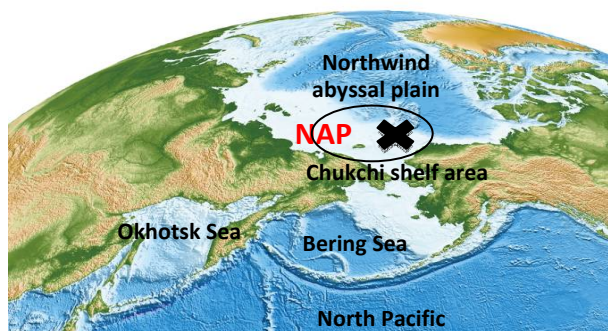 Northwind
abyssal plain
NAP
Chukchi shelf area
Okhotsk Sea
Bering Sea
North Pacific